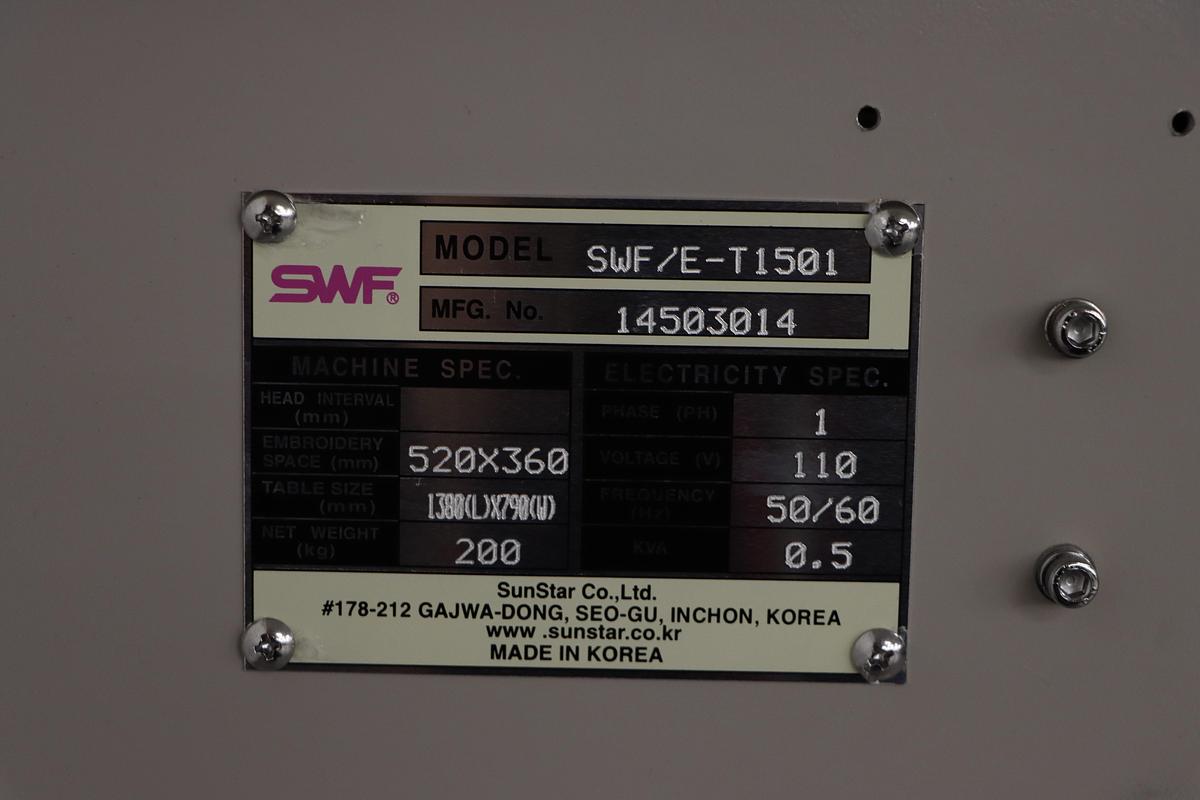 SWF®
MODEL SWF/E-T1501
MFG. No. 14503014
MACHINE SPEC.
HEAD INTERVAL
(mm)
EMBROIDERY
SPACE (mm) 520X360
TABLE SIZE
(mm) 1380(L)X790(W)
NET WEIGHT
(kg) 200
ELECTRICITY SPEC.
PHASE (PH) 1
VOLTAGE (V) 110
FREQUENCY
(Hz) 50/60
KVA 0.5
SunStar Co.,Ltd.
#178-212 GAJWA-DONG, SEO-GU, INCHON, KOREA
www .sunstar.co.kr
MADE IN KOREA